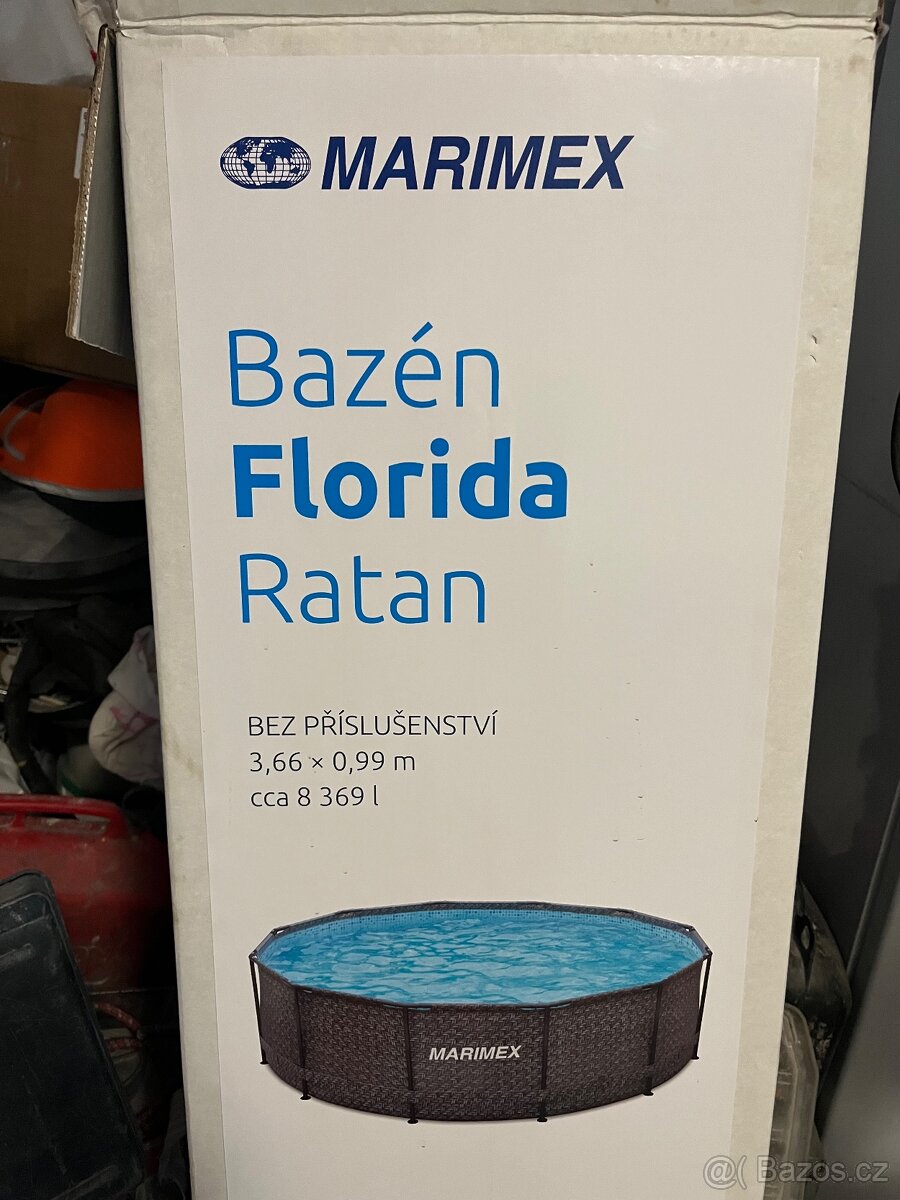 MARIMEX
Bazén
Florida
Ratan
BEZ PŘÍSLUŠENSTVÍ
3,66 × 0,99 m
cca 8 369 l
MARIMEX
@( Bazos.cz